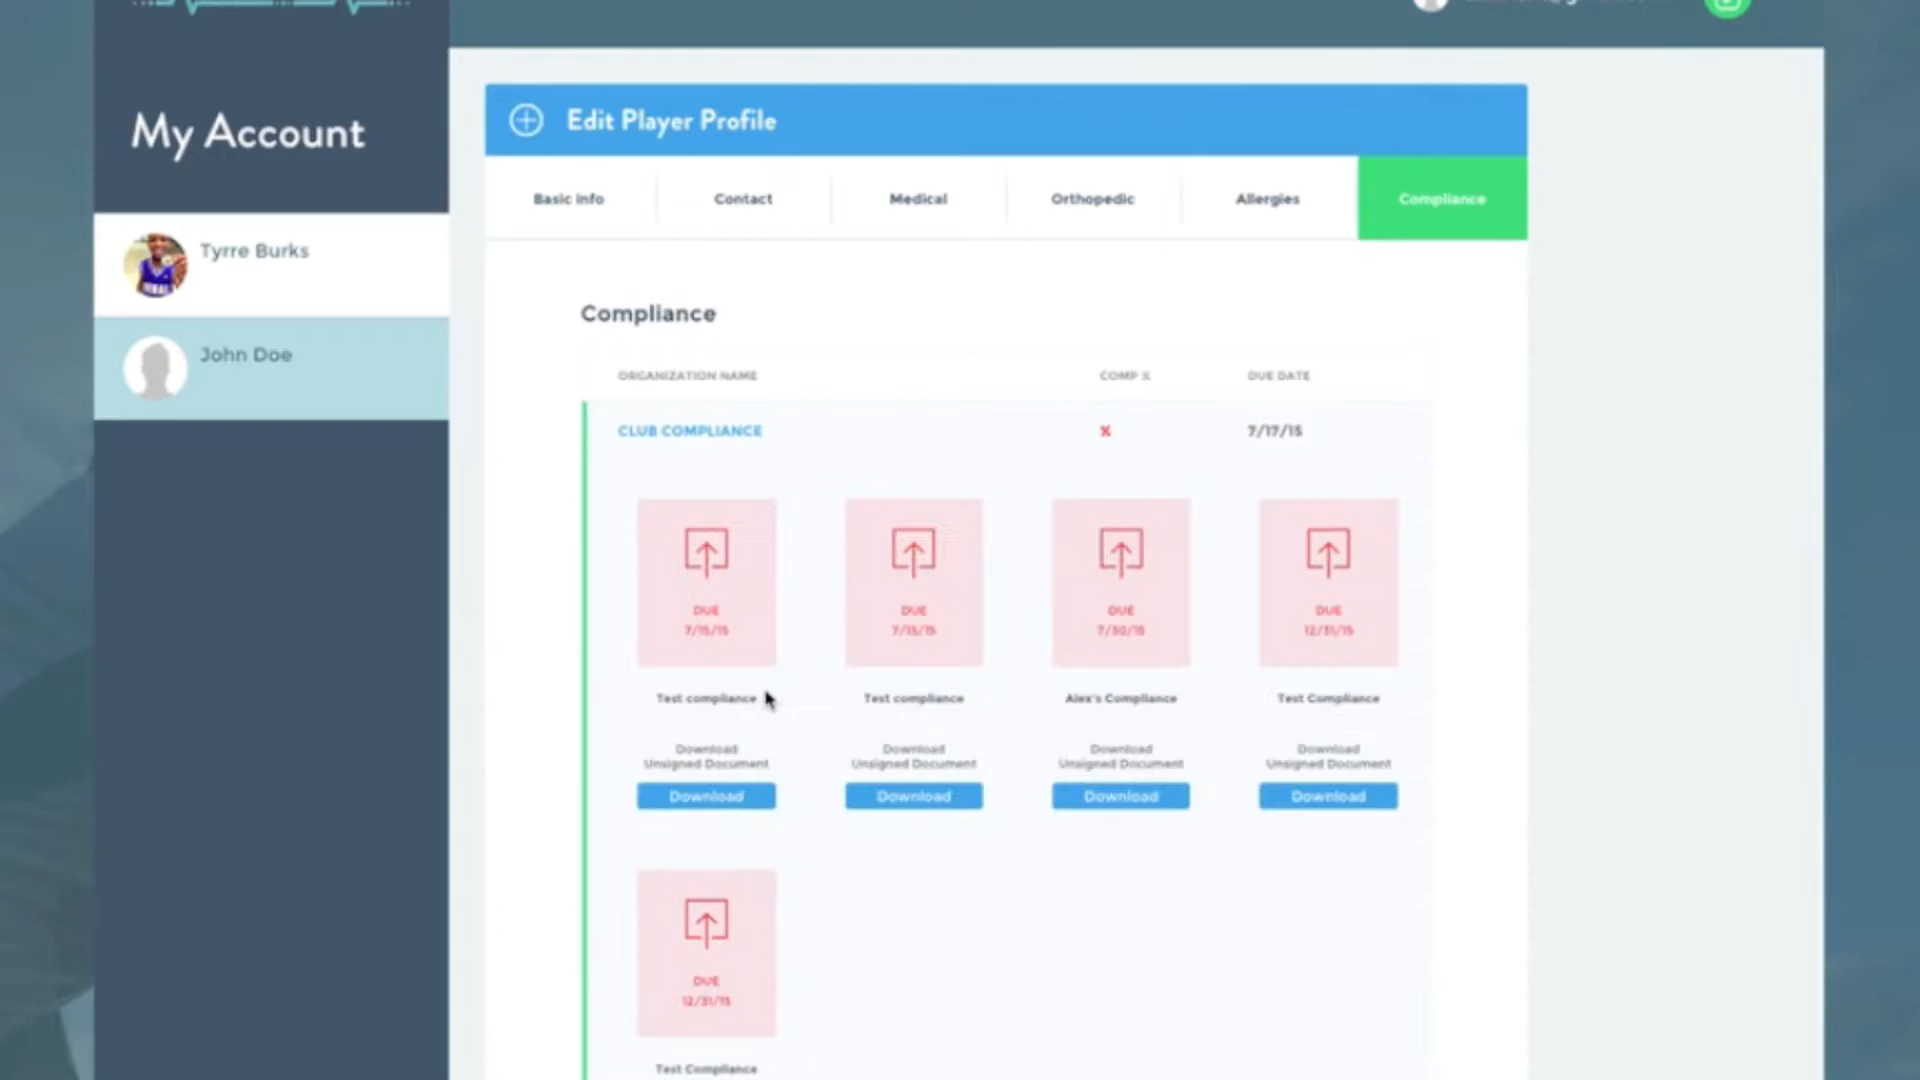 My Account
Tyrre Burks
John Doe
Edit Player Profile
Basic info
Contact
Medical
Orthopedic
Allergies
Compliance
Compliance
ORGANIZATION NAME
COMP X
DUE DATE
CLUB COMPLIANCE
X
7/17/15
DUE
7/15/15
DUE
7/15/15
DUE
7/30/15
DUE
12/31/15
Test compliance
Test compliance
Alex's Compliance
Test Compliance
Download
Unsigned Document
Download
Unsigned Document
Download
Unsigned Document
Download
Unsigned Document
Download
Download
Download
Download
DUE
12/31/15
Test Compliance